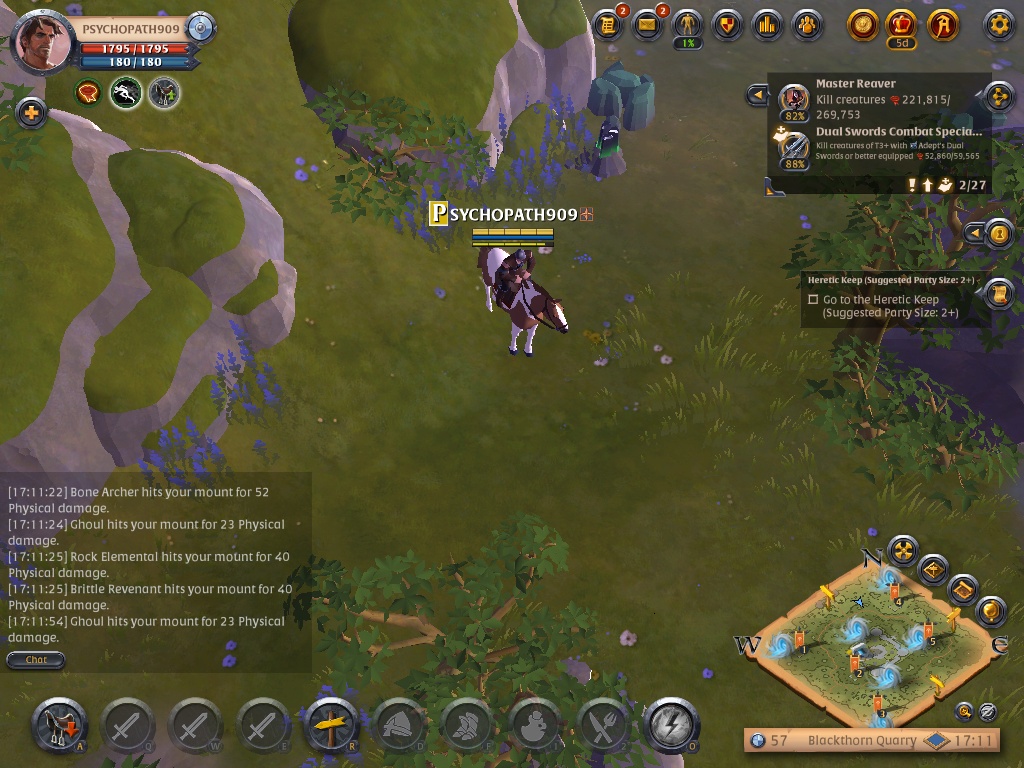 PSYCHOPATH909
1795 / 1795
180 / 180
2
2
1%
5d
Master Reaver
Kill creatures 221,815/
269,753
82%
Dual Swords Combat Specia...
Kill creatures of T3+ with Adept's Dual
Swords or better equipped 52,860/59,565
88%
2/27
PSYCHOPATH909
Heretic Keep (Suggested Party Size: 2+)
Go to the Heretic Keep
(Suggested Party Size: 2+)
[17:11:22] Bone Archer hits your mount for 52
Physical damage.
[17:11:24] Ghoul hits your mount for 23 Physical
damage.
[17:11:25] Rock Elemental hits your mount for 40
Physical damage.
[17:11:25] Brittle Revenant hits your mount for 40
Physical damage.
[17:11:54] Ghoul hits your mount for 23 Physical
damage.
Chat
N
4
W
1
5
E
2
3
A
Q
W
E
R
D
F
1
2
O
57 Blackthorn Quarry 17:11